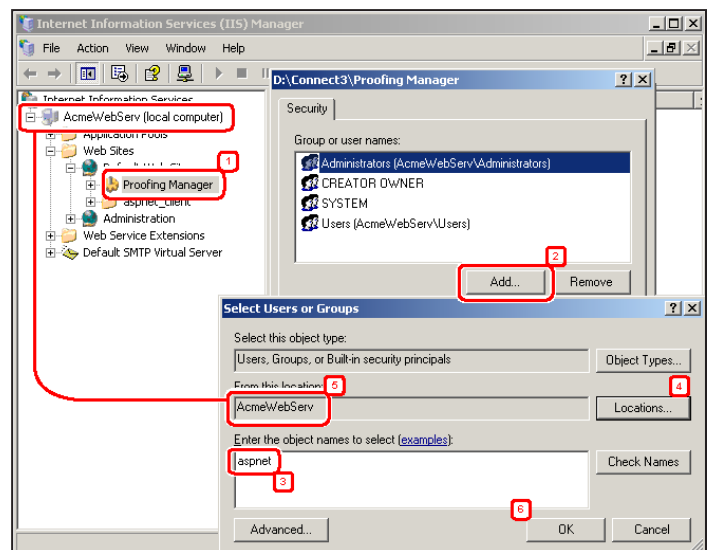 Internet Information Services (IIS) Manager
File Action View Window Help
D:\Connect3\Proofing Manager
Internet Information Services
AcmeWebServ (local computer)
Application Pools
Web Sites
1
Proofing Manager
aspnet_client
Administration
Web Service Extensions
Default SMTP Virtual Server
Security
Group or user names:
Administrators (AcmeWebServ\Administrators)
CREATOR OWNER
SYSTEM
Users (AcmeWebServ\Users)
2
Add... Remove
Select Users or Groups
Select this object type:
Users, Groups, or Built-in security principals Object Types...
From this location: 5 4
AcmeWebServ Locations...
Enter the object names to select (examples):
aspnet Check Names
3
6
Advanced... OK Cancel